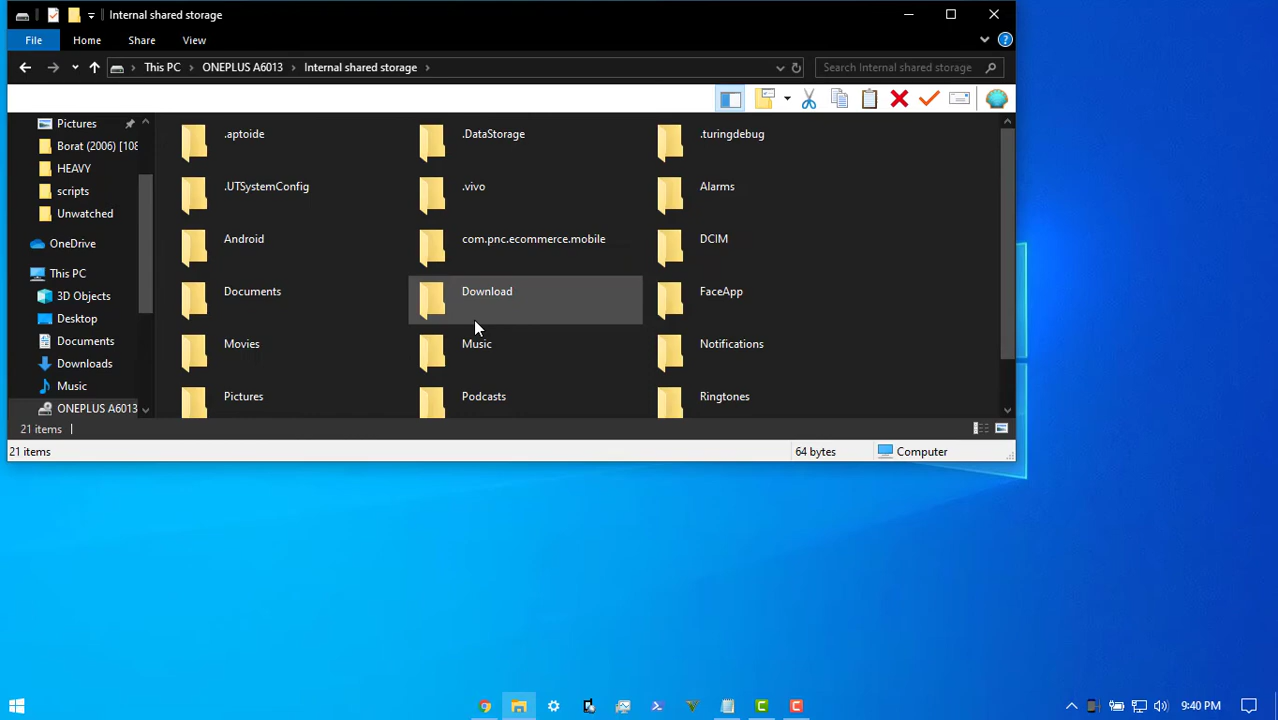 Internal shared storage
File Home Share View
This PC ONEPLUS A6013 Internal shared storage Search Internal shared storage
Pictures
Borat (2006) [108
HEAVY
scripts
Unwatched
OneDrive
This PC
3D Objects
Desktop
Documents
Downloads
Music
ONEPLUS A6013
.aptoide .DataStorage .turingdebug
.UTSystemConfig .vivo Alarms
Android com.pnc.ecommerce.mobile DCIM
Documents Download FaceApp
Movies Music Notifications
Pictures Podcasts Ringtones
21 items
21 items 64 bytes Computer
9:40 PM